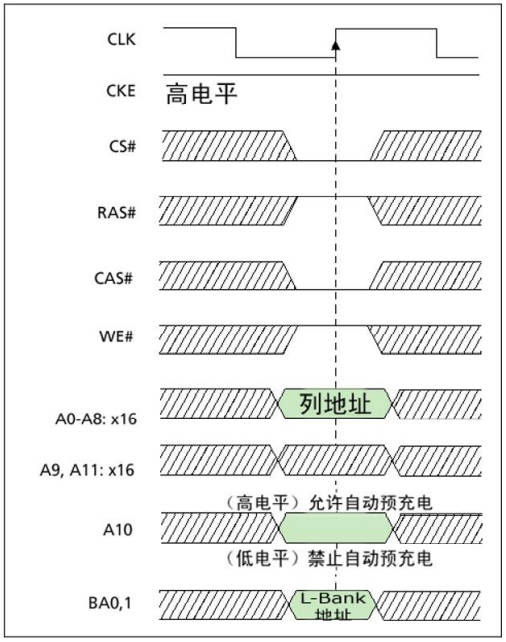 CLK
CKE 高电平
CS#
RAS#
CAS#
WE#
A0-A8: x16 列地址
A9, A11: x16
（高电平）允许自动预充电
A10
（低电平）禁止自动预充电
BA0,1 L-Bank
地址